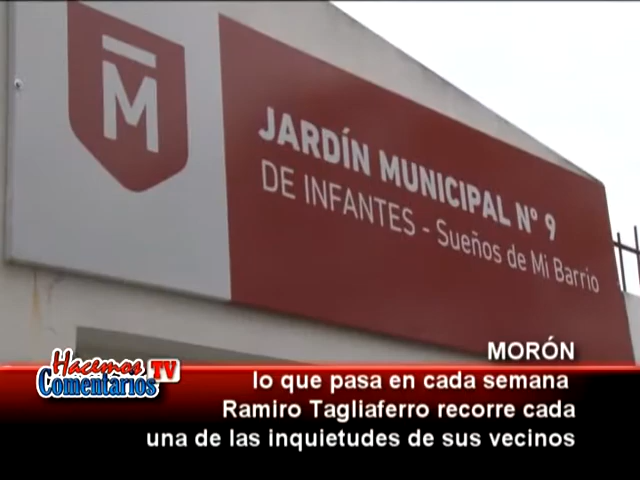 M
JARDÍN MUNICIPAL N° 9
DE INFANTES - Sueños de Mi Barrio
MORÓN
Hacemos TV
Comentarios
lo que pasa en cada semana
Ramiro Tagliaferro recorre cada
una de las inquietudes de sus vecinos